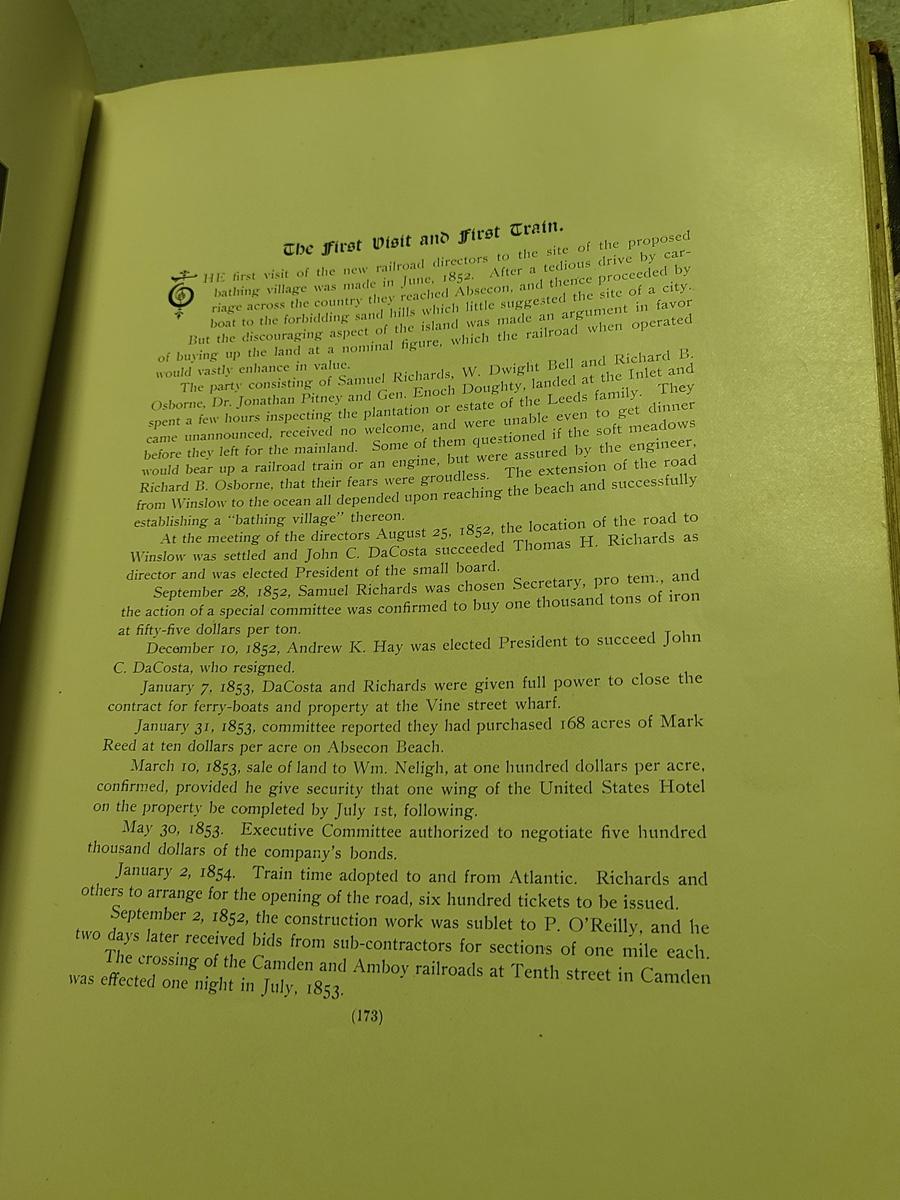 The First Visit and First Train.
THE first visit of the new railroad directors to the site of the proposed
bathing village was made in June, 1852. After a tedious drive by car-
riage across the country they reached Absecon, and thence proceeded by
boat to the forbidding sand hills which little suggested the site of a city.
But the discouraging aspect of the island was made an argument in favor
of buying up the land at a nominal figure, which the railroad when operated
would vastly enhance in value.
The party consisting of Samuel Richards, W. Dwight Bell and Richard B.
Osborne, Dr. Jonathan Pitney and Gen. Enoch Doughty, landed at the Inlet and
spent a few hours inspecting the plantation or estate of the Leeds family. They
came unannounced, received no welcome, and were unable even to get dinner
before they left for the mainland. Some of them questioned if the soft meadows
would bear up a railroad train or an engine, but were assured by the engineer,
Richard B. Osborne, that their fears were groudless. The extension of the road
from Winslow to the ocean all depended upon reaching the beach and successfully
establishing a "bathing village" thereon.
At the meeting of the directors August 25, 1852, the location of the road to
Winslow was settled and John C. DaCosta succeeded Thomas H. Richards as
director and was elected President of the small board.
September 28, 1852, Samuel Richards was chosen Secretary, pro tem., and
the action of a special committee was confirmed to buy one thousand tons of iron
at fifty-five dollars per ton.
December 10, 1852, Andrew K. Hay was elected President to succeed John
C. DaCosta, who resigned.
January 7, 1853, DaCosta and Richards were given full power to close the
contract for ferry-boats and property at the Vine street wharf.
January 31, 1853, committee reported they had purchased 168 acres of Mark
Reed at ten dollars per acre on Absecon Beach.
March 10, 1853, sale of land to Wm. Neligh, at one hundred dollars per acre,
confirmed, provided he give security that one wing of the United States Hotel
on the property be completed by July 1st, following.
May 30, 1853. Executive Committee authorized to negotiate five hundred
thousand dollars of the company's bonds.
January 2, 1854. Train time adopted to and from Atlantic. Richards and
others to arrange for the opening of the road, six hundred tickets to be issued.
September 2, 1852, the construction work was sublet to P. O'Reilly, and he
two days later received bids from sub-contractors for sections of one mile each.
The crossing of the Camden and Amboy railroads at Tenth street in Camden
was effected one night in July, 1853.
(173)